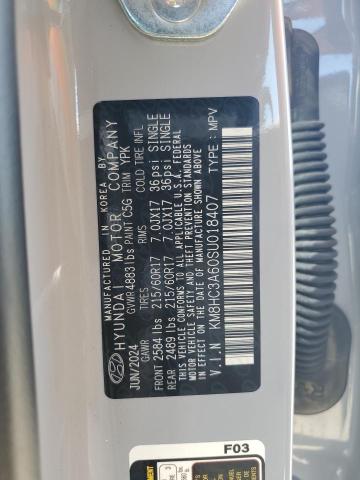 MANUFACTURED IN KOREA BY
HYUNDAI MOTOR COMPANY
JUN/2024 GVWR 4883 lbs PAINT C5G TRIM YPK
GAWR TIRES RIMS COLD TIRE INFL
FRONT 2584 lbs 215/60R17 7.0JX17 36psi SINGLE
REAR 2489 lbs 215/60R17 7.0JX17 36psi SINGLE
THIS VEHICLE CONFORMS TO ALL APPLICABLE U.S.A. FEDERAL
MOTOR VEHICLE SAFETY, BUMPER, AND THEFT PREVENTION
STANDARDS IN EFFECT ON THE DATE OF MANUFACTURE SHOWN ABOVE
V.I.N KM8HC3A60SU018407 TYPE : MPV
F03